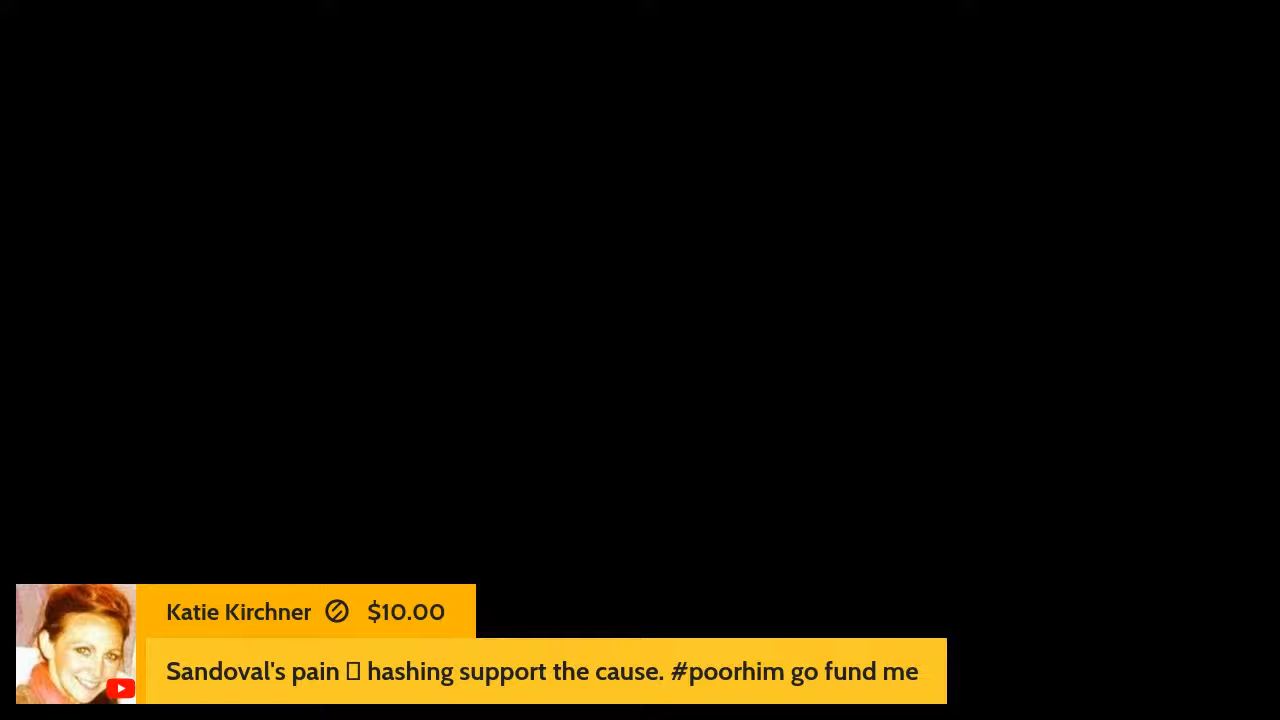 Katie Kirchner $10.00
Sandoval's pain hashing support the cause. #poorhim go fund me